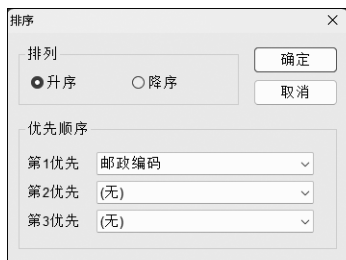 排序
排列
确定
升序 降序
取消
优先顺序
第1优先 邮政编码
第2优先 (无)
第3优先 (无)